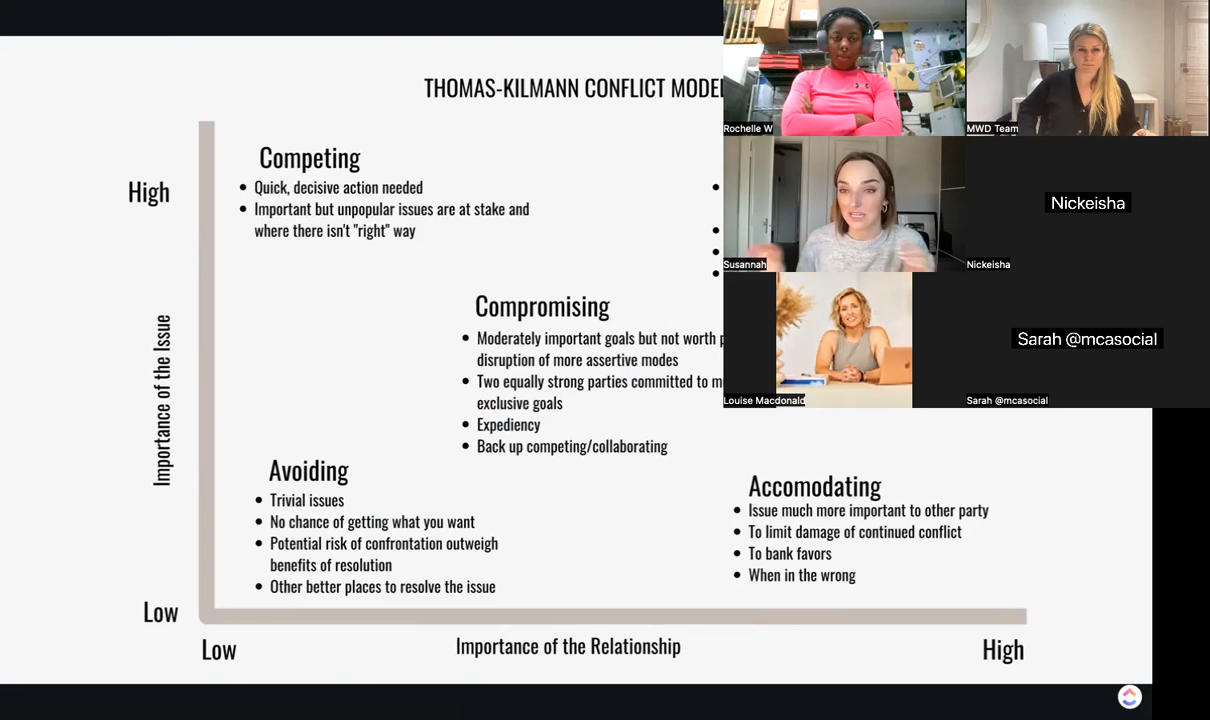 THOMAS-KILMANN CONFLICT MODE
High
Importance of the Issue
Low
Competing
Quick, decisive action needed
Important but unpopular issues are at stake and
where there isn't "right" way
Compromising
Moderately important goals but not worth
disruption of more assertive modes
Two equally strong parties committed to
exclusive goals
Expediency
Back up competing/collaborating
Avoiding
Trivial issues
No chance of getting what you want
Potential risk of confrontation outweigh
benefits of resolution
Other better places to resolve the issue
Accomodating
Issue much more important to other party
To limit damage of continued conflict
To bank favors
When in the wrong
Low
Importance of the Relationship
High
Rochelle W
MWD Team
Susannah
Nickeisha
Nickeisha
Louise Macdonald
Sarah @mcasocial
Sarah @mcasocial